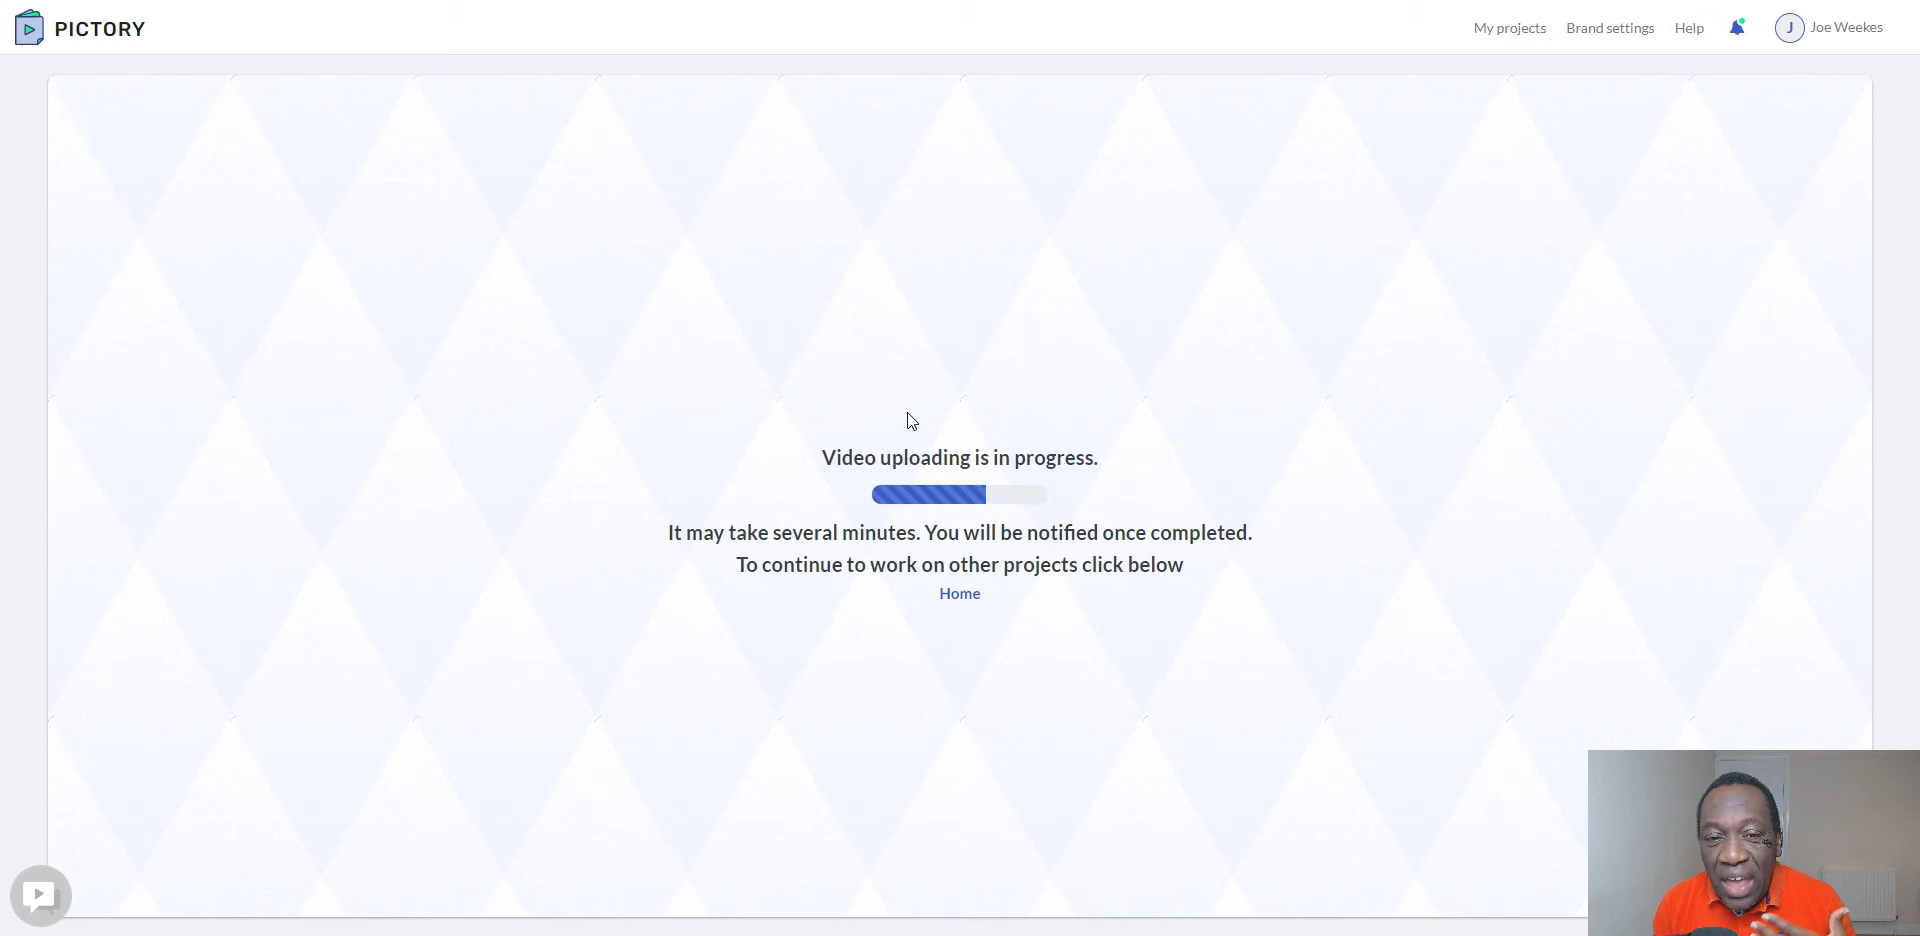 PICTORY
My projects
Brand settings
Help
J
Joe Weekes
Video uploading is in progress.
It may take several minutes. You will be notified once completed.
To continue to work on other projects click below
Home